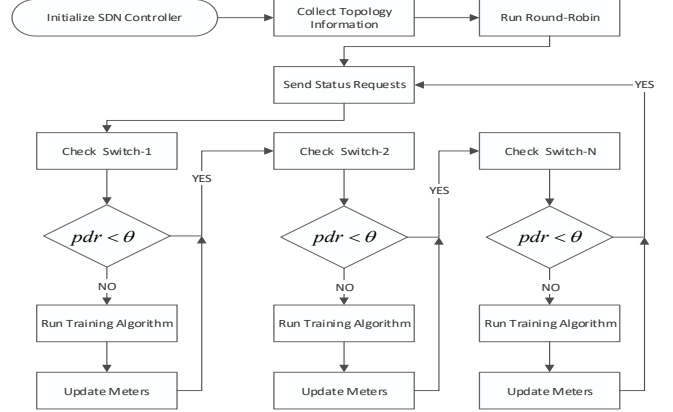 Initialize SDN Controller
Collect Topology
Information
Run Round-Robin
Send Status Requests
YES
Check Switch-1
Check Switch-2
Check Switch-N
YES
YES
pdr < θ
pdr < θ
pdr < θ
NO
NO
NO
Run Training Algorithm
Run Training Algorithm
Run Training Algorithm
Update Meters
Update Meters
Update Meters